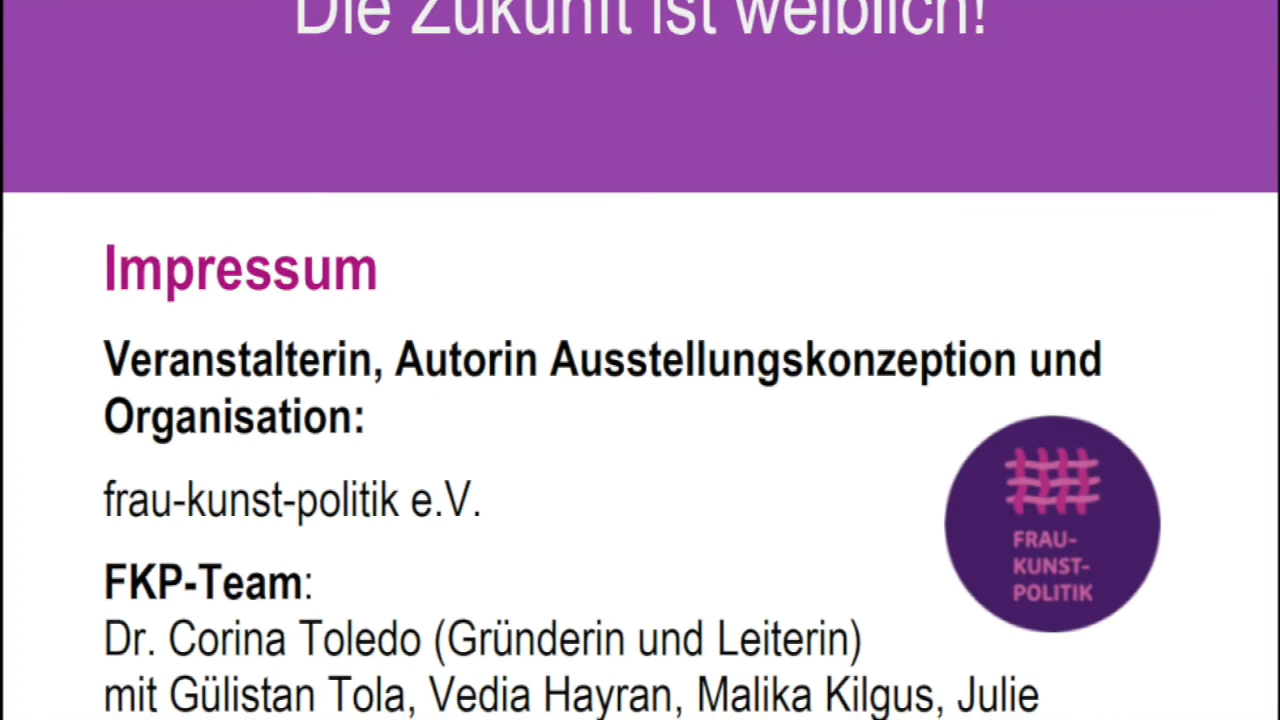 Die Zukunft ist weiblich!
Impressum
Veranstalterin, Autorin Ausstellungskonzeption und
Organisation:
frau-kunst-politik e.V.
FRAU-
KUNST-
POLITIK
FKP-Team:
Dr. Corina Toledo (Gründerin und Leiterin)
mit Gülistan Tola, Vedia Hayran, Malika Kilgus, Julie